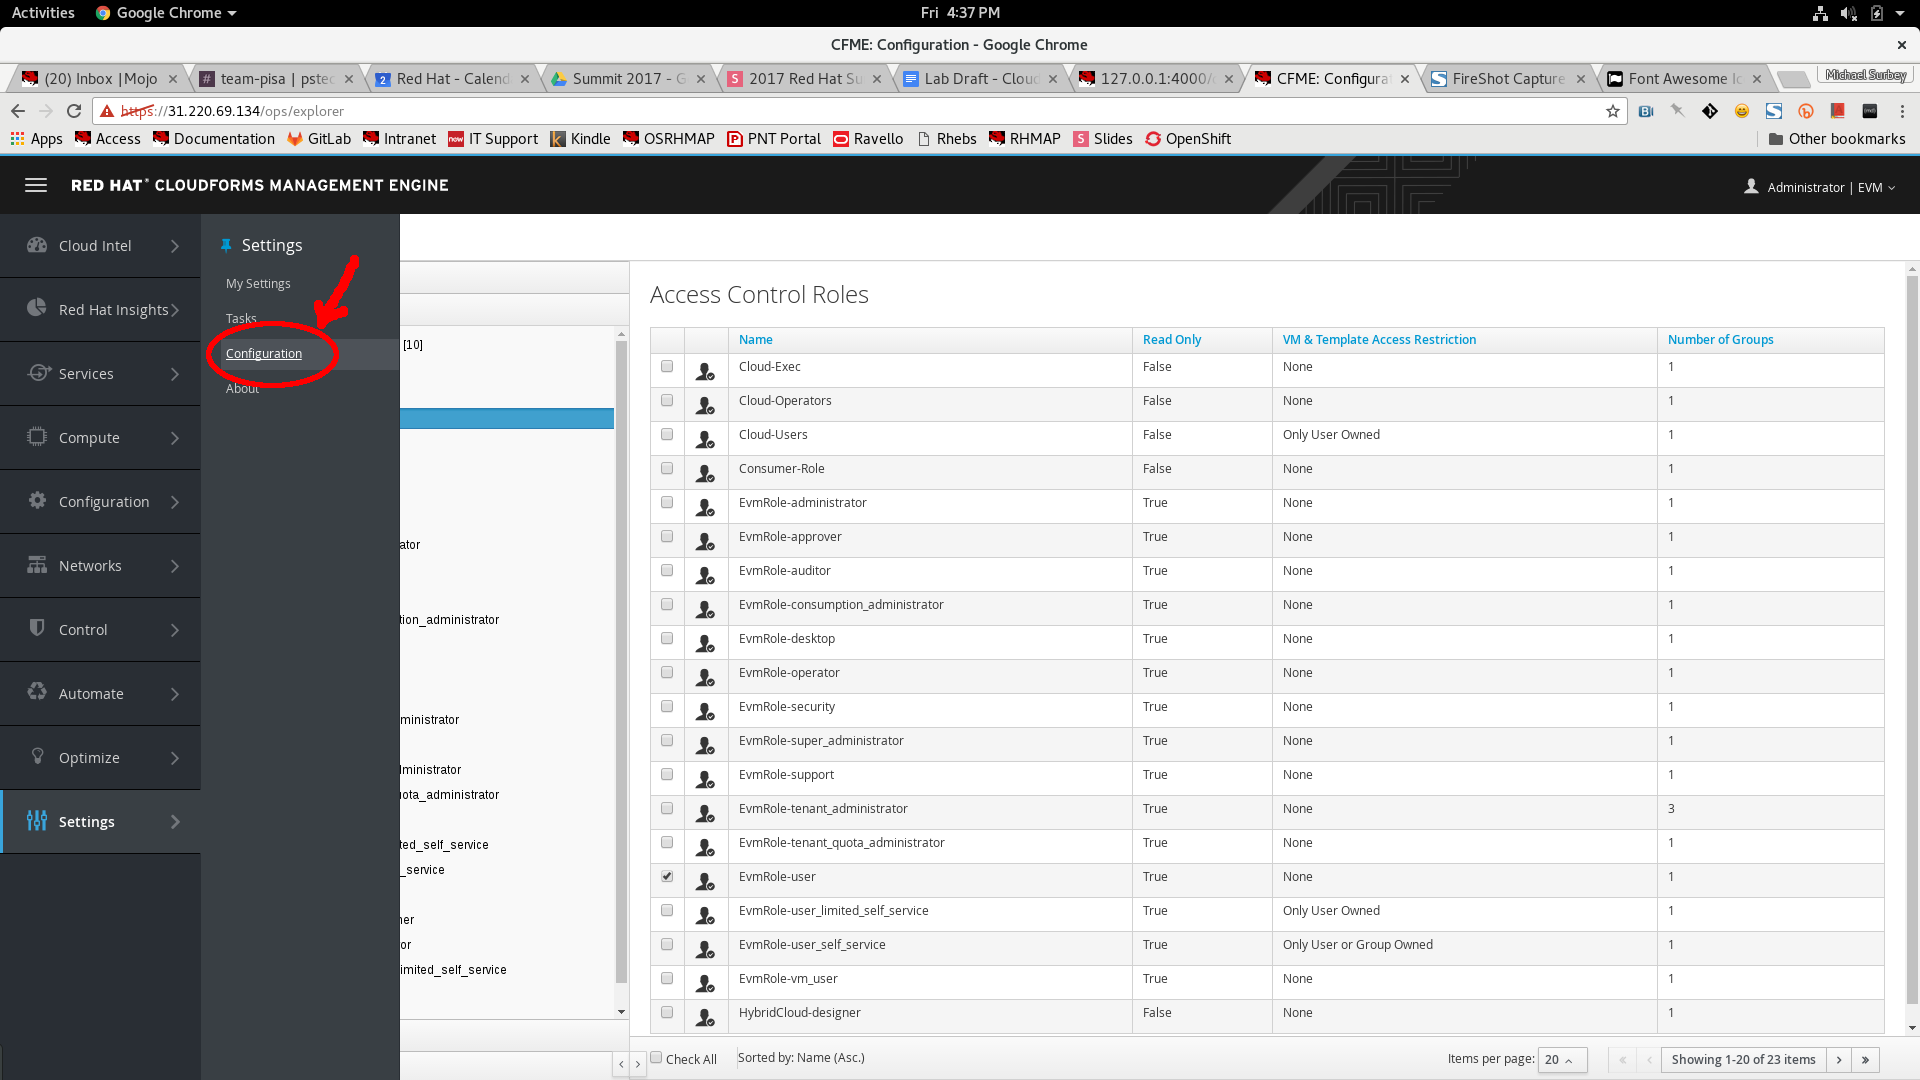 Activities Google Chrome Fri 4:37 PM
CFME: Configuration - Google Chrome
(20) Inbox | Mojo team-pisa | pstec Red Hat - Calend Summit 2017 - G 2017 Red Hat Su Lab Draft - Cloud 127.0.0.1:4000/ CFME: Configurat FireShot Capture Font Awesome Ic Michael Surbey
https://31.220.69.134/ops/explorer
Apps Access Documentation GitLab Intranet IT Support Kindle OSRHMAP PNT Portal Ravello Rhebs RHMAP Slides OpenShift Other bookmarks
RED HAT® CLOUDFORMS MANAGEMENT ENGINE Administrator | EVM
Cloud Intel
Red Hat Insights
Services
Compute
Configuration
Networks
Control
Automate
Optimize
Settings
Settings
My Settings
Tasks
Configuration
About
[10]
ator
tion_administrator
ministrator
dministrator
uota_administrator
ted_self_service
_service
ner
or
imited_self_service
Access Control Roles
Name Read Only VM & Template Access Restriction Number of Groups
Cloud-Exec False None 1
Cloud-Operators False None 1
Cloud-Users False Only User Owned 1
Consumer-Role False None 1
EvmRole-administrator True None 1
EvmRole-approver True None 1
EvmRole-auditor True None 1
EvmRole-consumption_administrator True None 1
EvmRole-desktop True None 1
EvmRole-operator True None 1
EvmRole-security True None 1
EvmRole-super_administrator True None 1
EvmRole-support True None 1
EvmRole-tenant_administrator True None 3
EvmRole-tenant_quota_administrator True None 1
EvmRole-user True None 1
EvmRole-user_limited_self_service True Only User Owned 1
EvmRole-user_self_service True Only User or Group Owned 1
EvmRole-vm_user True None 1
HybridCloud-designer False None 1
Check All Sorted by: Name (Asc.) Items per page: 20 Showing 1-20 of 23 items